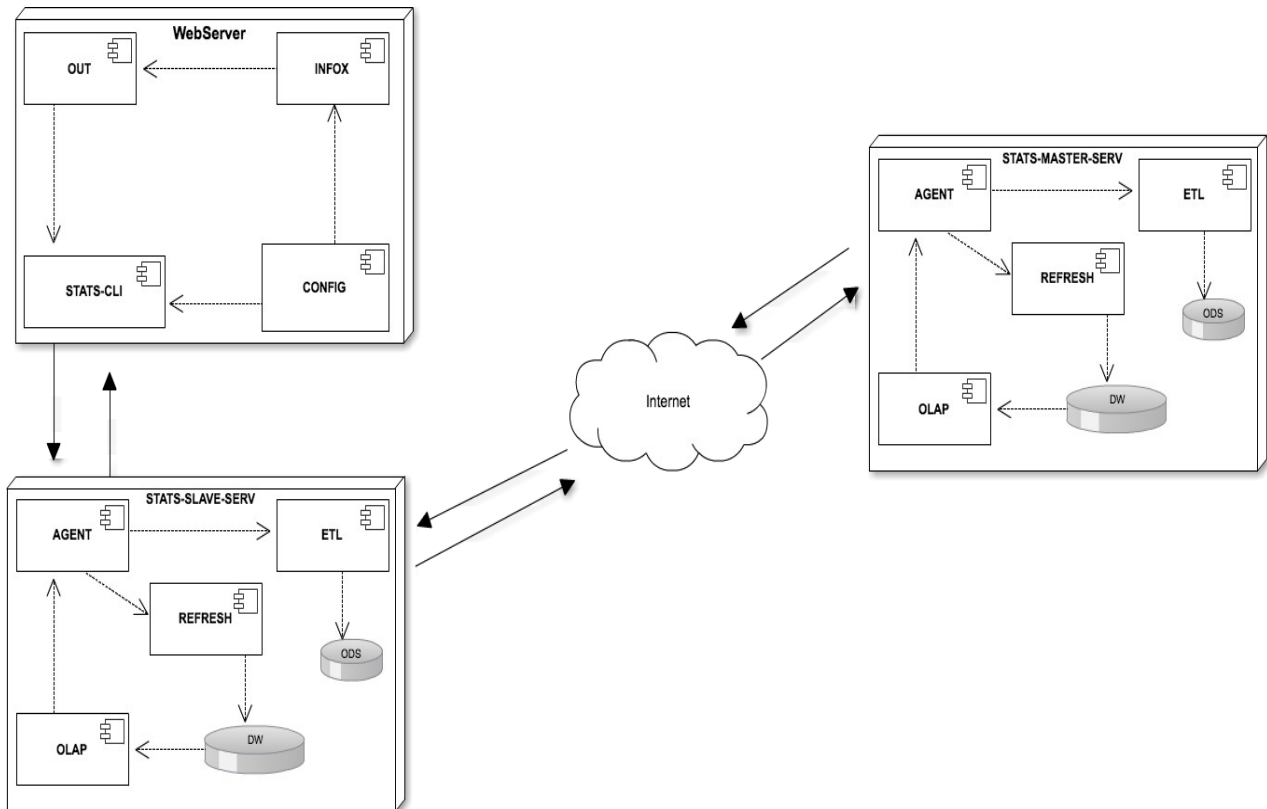 WebServer
OUT
INFOX
STATS-CLI
CONFIG
STATS-MASTER-SERV
AGENT
ETL
REFRESH
ODS
OLAP
DW
Internet
STATS-SLAVE-SERV
AGENT
ETL
REFRESH
ODS
OLAP
DW